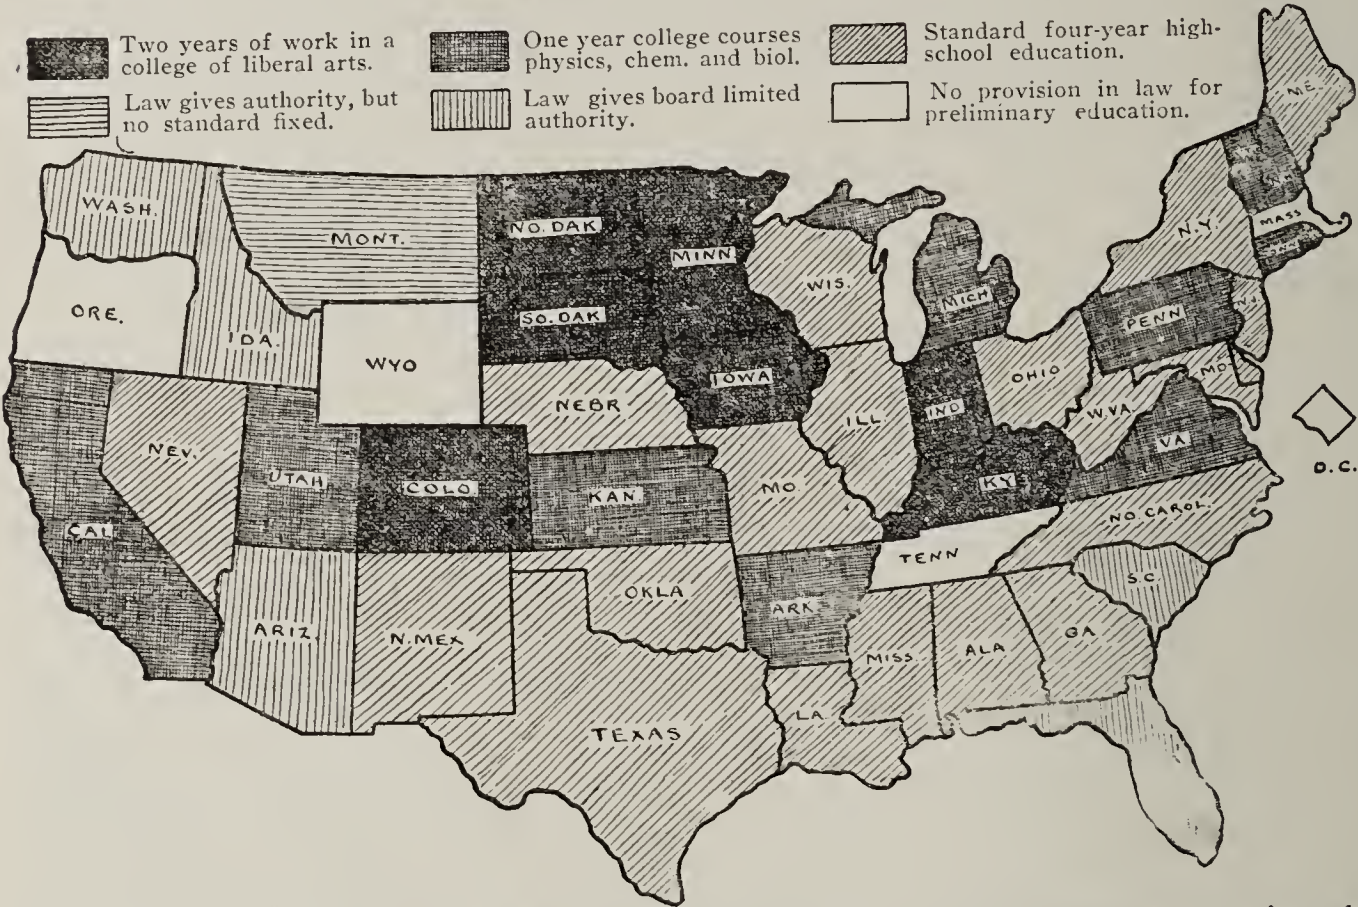 Two years of work in a
college of liberal arts.
One year college courses
physics, chem. and biol.
Standard four-year high-
school education.
Law gives authority, but
no standard fixed.
Law gives board limited
authority.
No provision in law for
preliminary education.
ME.
WASH.
MONT.
NO. DAK
MINN.
MASS
N.Y.
ORE.
IDA.
WYO
SO. DAK
WIS.
MICH
PENN
N.J.
IOWA
NEBR
OHIO
MD
NEV.
UTAH
COLO.
KAN.
MO.
ILL.
IND
KY
W.VA.
VA
D.C.
CAL
NO. CAROL.
TENN
ARIZ.
N. MEX
OKLA
ARK
S.C.
MISS.
ALA
GA
TEXAS
LA.